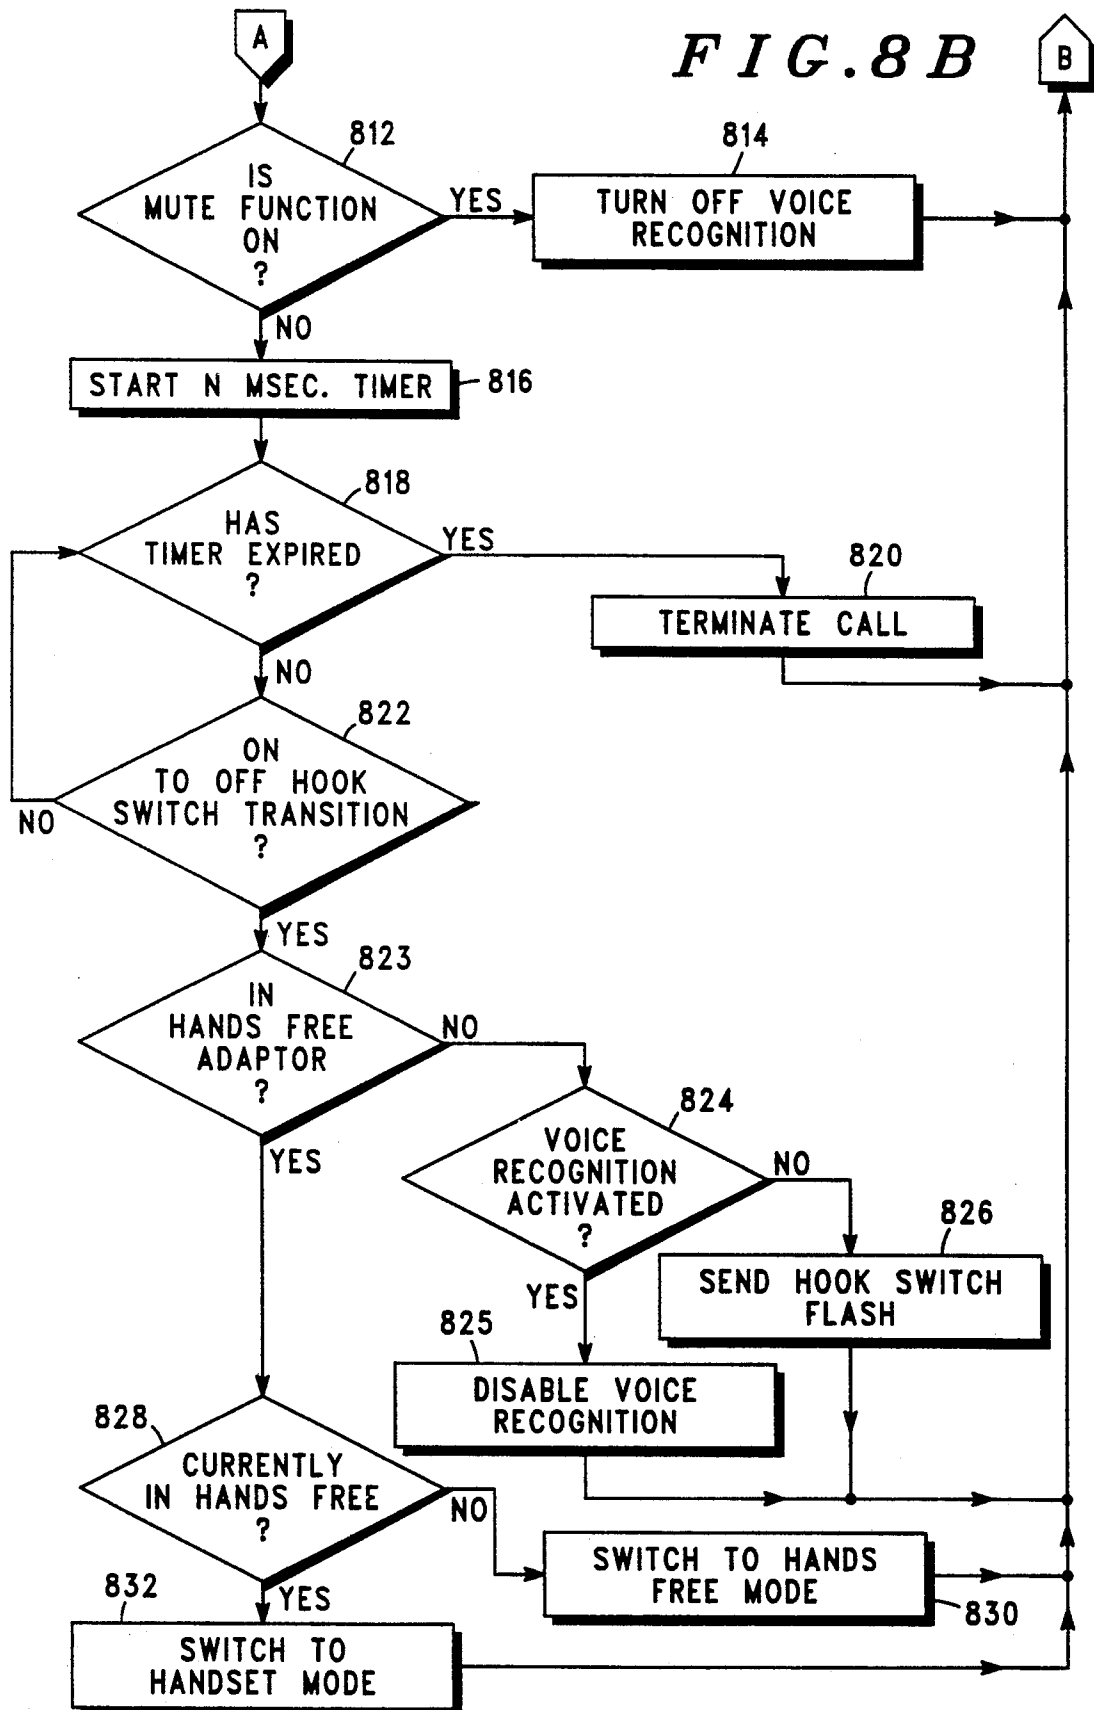 A
FIG.8B
B
812
IS
MUTE FUNCTION
ON
?
YES
814
TURN OFF VOICE
RECOGNITION
NO
START N MSEC. TIMER
816
818
HAS
TIMER EXPIRED
?
YES
820
TERMINATE CALL
NO
822
ON
TO OFF HOOK
SWITCH TRANSITION
?
NO
YES
823
IN
HANDS FREE
ADAPTOR
?
NO
YES
824
VOICE
RECOGNITION
ACTIVATED
?
NO
826
SEND HOOK SWITCH
FLASH
YES
825
DISABLE VOICE
RECOGNITION
828
CURRENTLY
IN HANDS FREE
?
NO
SWITCH TO HANDS
FREE MODE
830
YES
832
SWITCH TO
HANDSET MODE